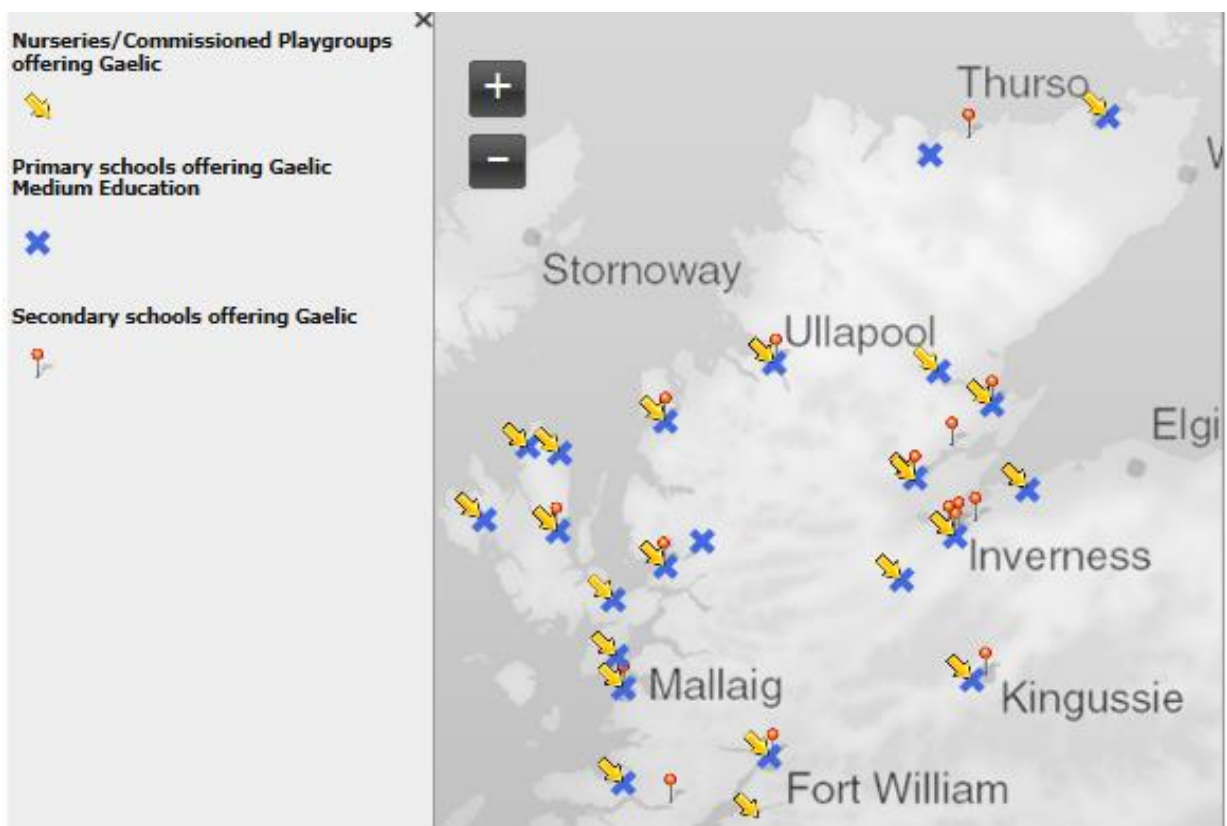 Nurseries/Commissioned Playgroups
offering Gaelic
Primary schools offering Gaelic
Medium Education
Secondary schools offering Gaelic
+
−
Thurso
Stornoway
Ullapool
Elgi
Inverness
Mallaig
Kingussie
Fort William